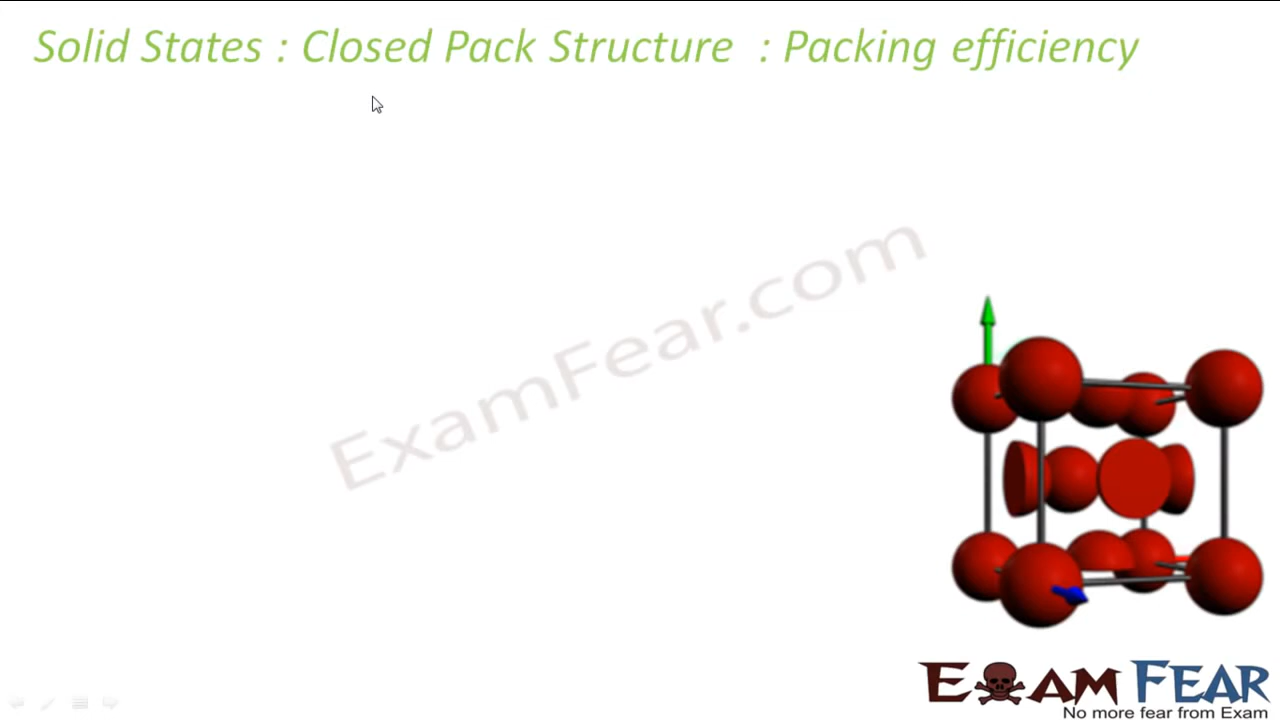 Solid States : Closed Pack Structure : Packing efficiency
ExamFear.com
EXAM FEAR
No more fear from Exam